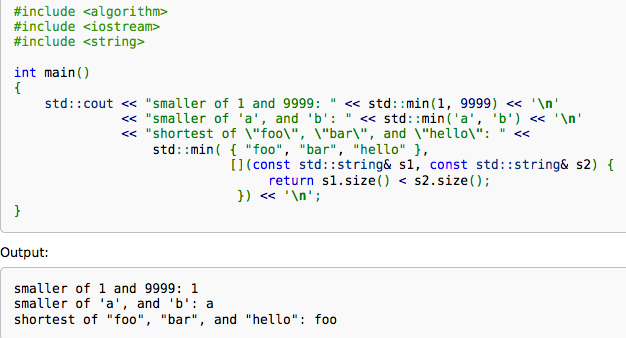 #include <algorithm>
#include <iostream>
#include <string>
int main()
{
    std::cout << "smaller of 1 and 9999: " << std::min(1, 9999) << '\n'
              << "smaller of 'a', and 'b': " << std::min('a', 'b') << '\n'
              << "shortest of \"foo\", \"bar\", and \"hello\": " <<
                  std::min( { "foo", "bar", "hello" },
                            [](const std::string& s1, const std::string& s2) {
                                 return s1.size() < s2.size();
                             }) << '\n';
}
Output:
smaller of 1 and 9999: 1
smaller of 'a', and 'b': a
shortest of "foo", "bar", and "hello": foo